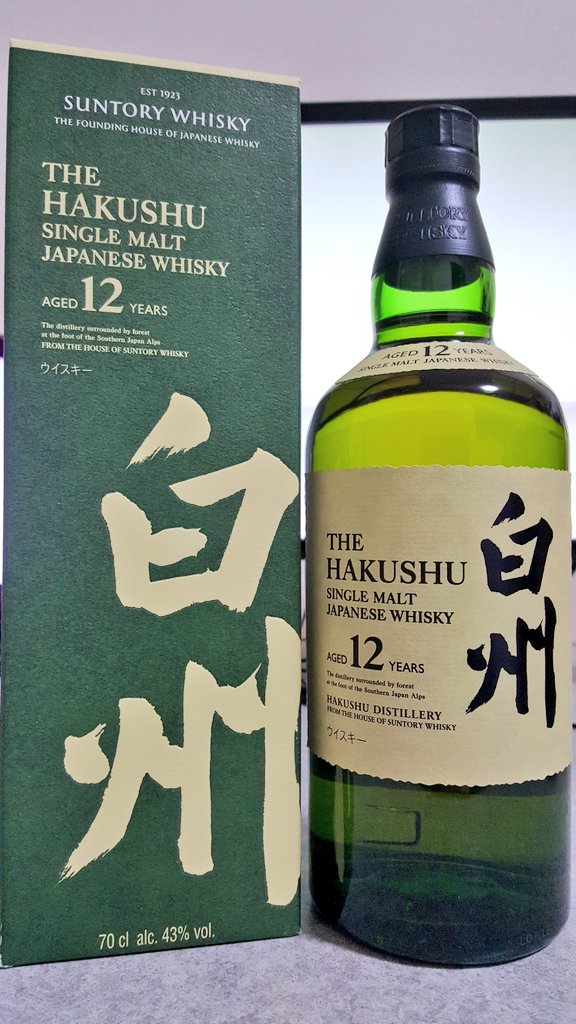 EST 1923
SUNTORY WHISKY
THE FOUNDING HOUSE OF JAPANESE WHISKY
THE
HAKUSHU
SINGLE MALT
JAPANESE WHISKY
AGED 12 YEARS
The distillery surrounded by forest
at the foot of the Southern Japan Alps
FROM THE HOUSE OF SUNTORY WHISKY
ウイスキー
白州
70 cl alc. 43% vol.
SUNTORY
WHISKY
AGED 12 YEARS
SINGLE MALT JAPANESE WHISKY
THE
HAKUSHU
SINGLE MALT
JAPANESE WHISKY
AGED 12 YEARS
The distillery surrounded by forest
at the foot of the Southern Japan Alps
HAKUSHU DISTILLERY
FROM THE HOUSE OF SUNTORY WHISKY
ウイスキー
白州